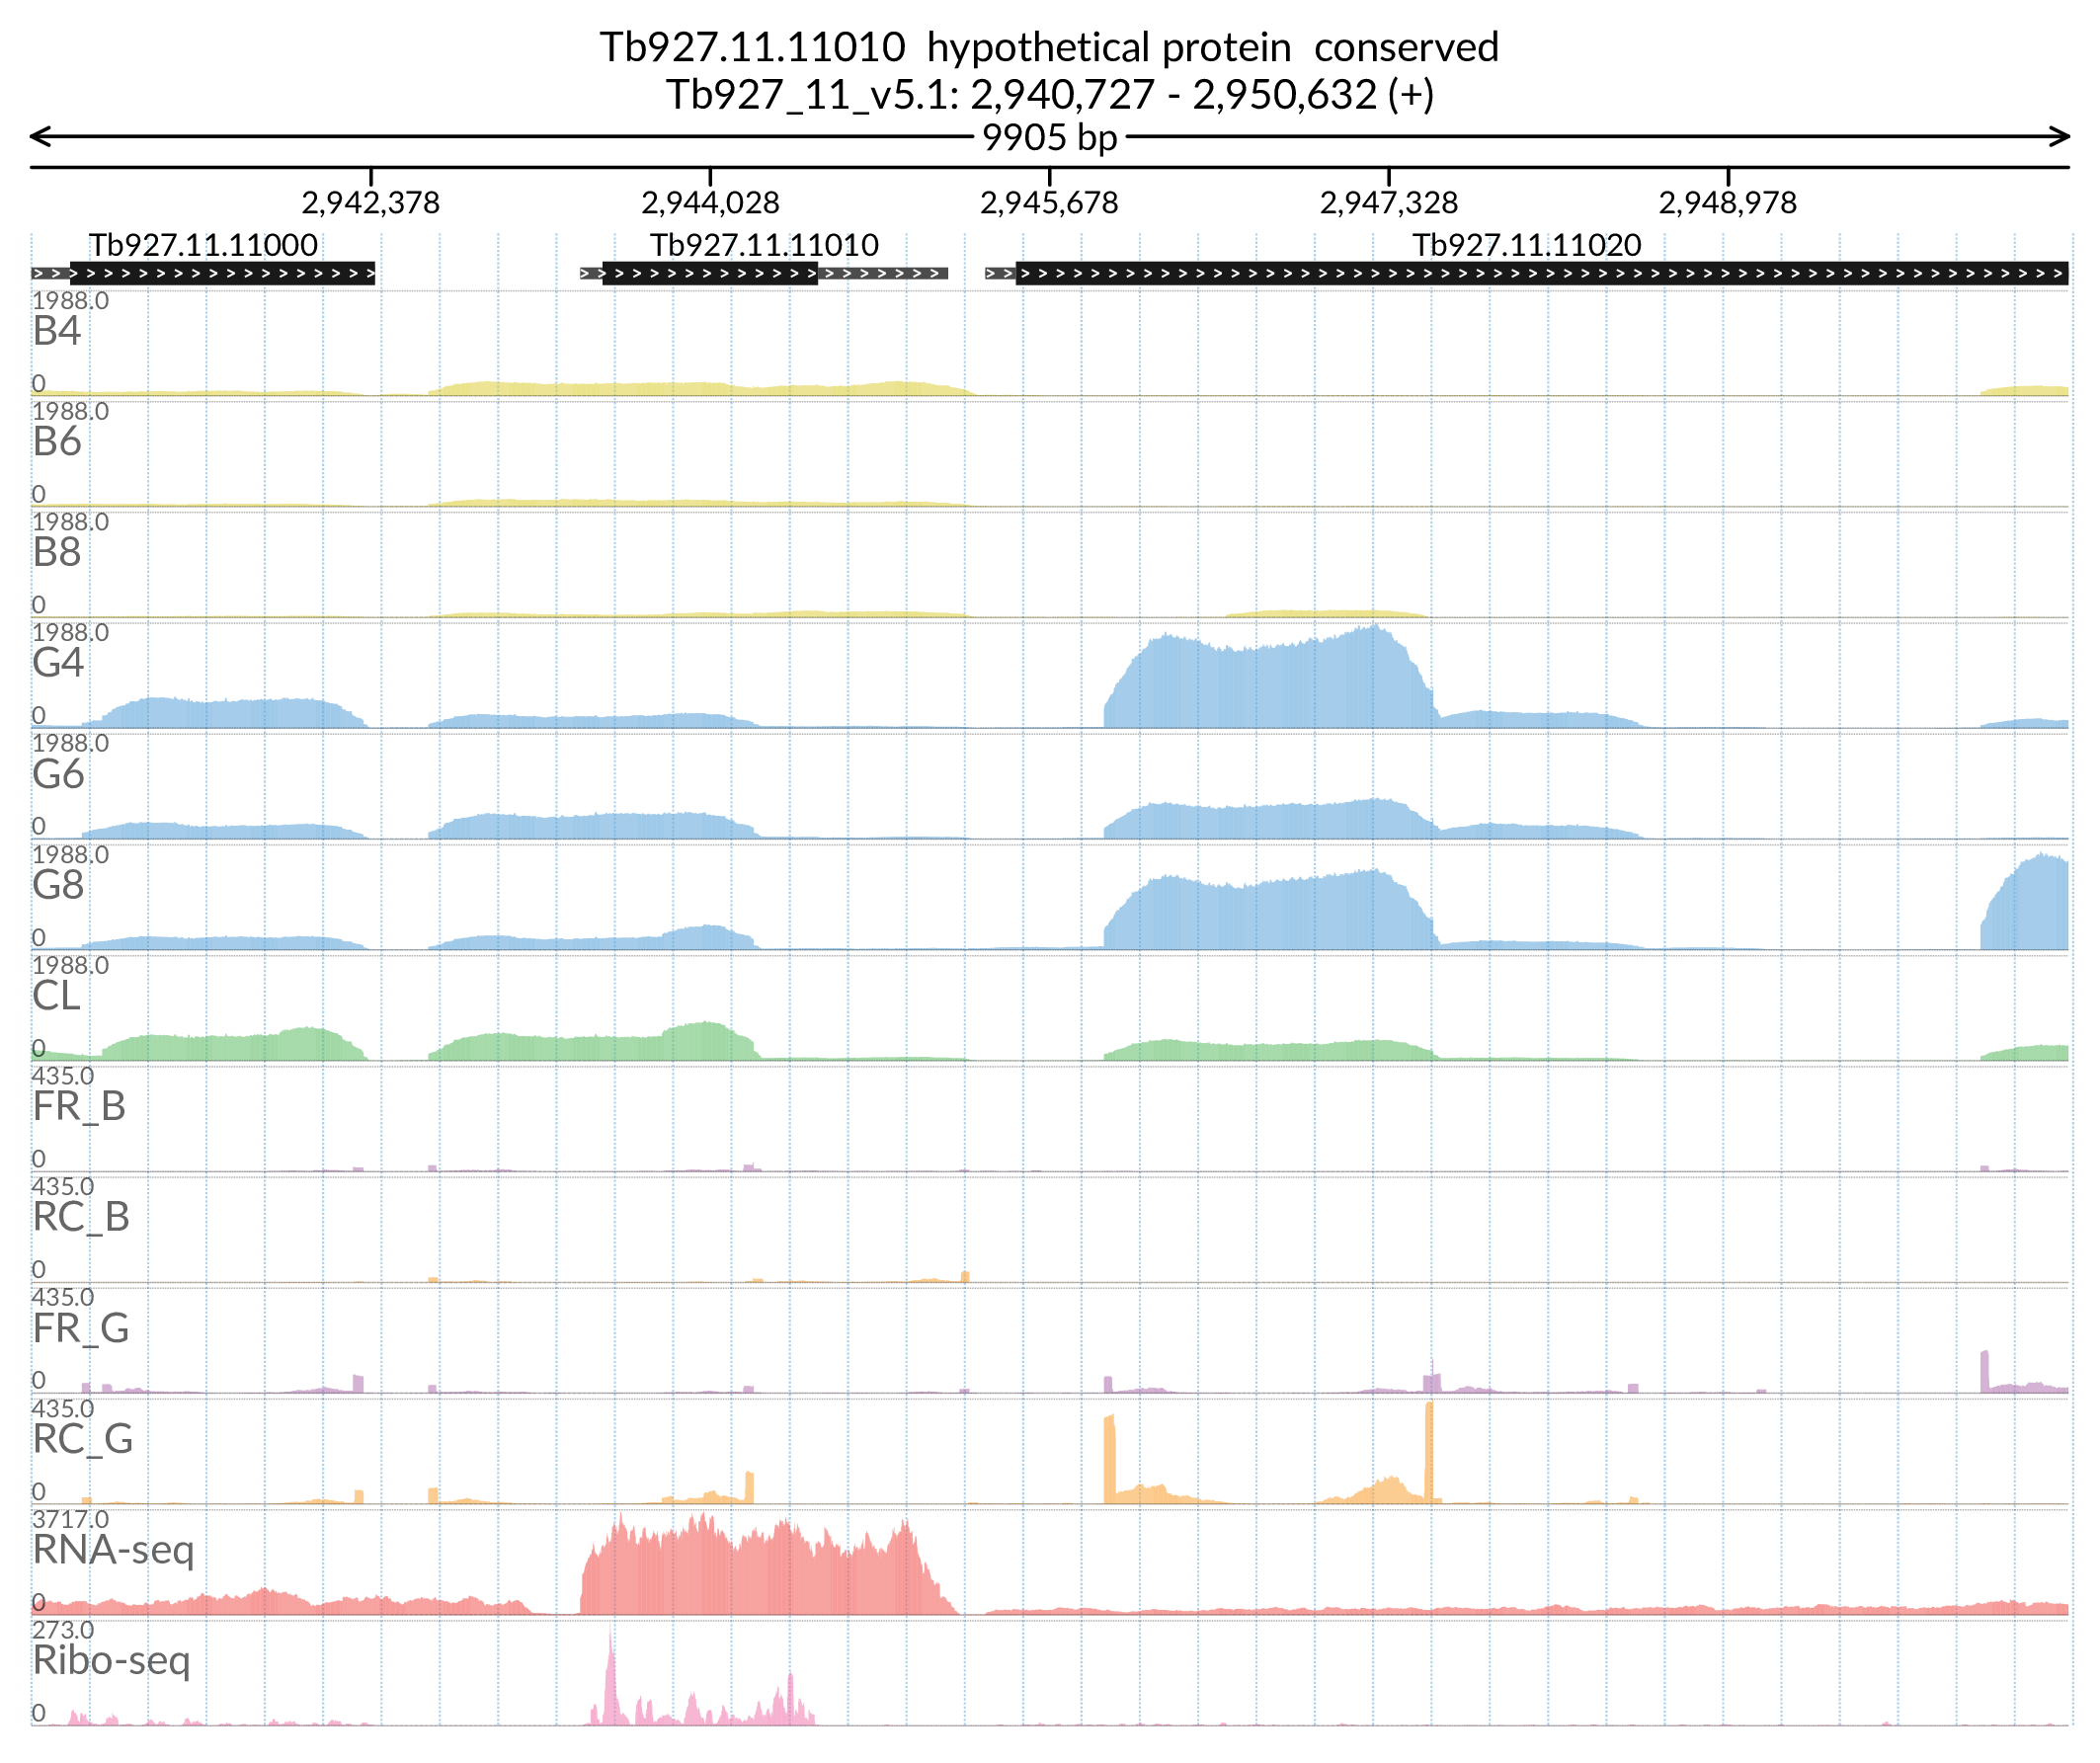 Tb927.11.11010  hypothetical protein  conserved
Tb927_11_v5.1: 2,940,727 - 2,950,632 (+)
9905 bp
2,942,378 2,944,028 2,945,678 2,947,328 2,948,978
Tb927.11.11000 Tb927.11.11010 Tb927.11.11020
1988.0
B4
0
1988.0
B6
0
1988.0
B8
0
1988.0
G4
0
1988.0
G6
0
1988.0
G8
0
1988.0
CL
0
435.0
FR_B
0
435.0
RC_B
0
435.0
FR_G
0
435.0
RC_G
0
3717.0
RNA-seq
0
273.0
Ribo-seq
0